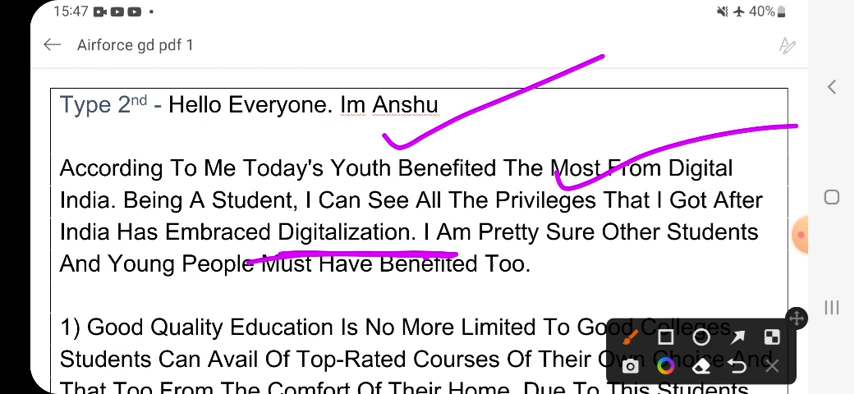 15:47
40%
Airforce gd pdf 1
Type 2nd - Hello Everyone. Im Anshu
According To Me Today's Youth Benefited The Most From Digital
India. Being A Student, I Can See All The Privileges That I Got After
India Has Embraced Digitalization. I Am Pretty Sure Other Students
And Young People Must Have Benefited Too.
1) Good Quality Education Is No More Limited To Good Colleges,
Students Can Avail Of Top-Rated Courses Of Their Own Choice And
That Too From The Comfort Of Their Home. Due To This Students